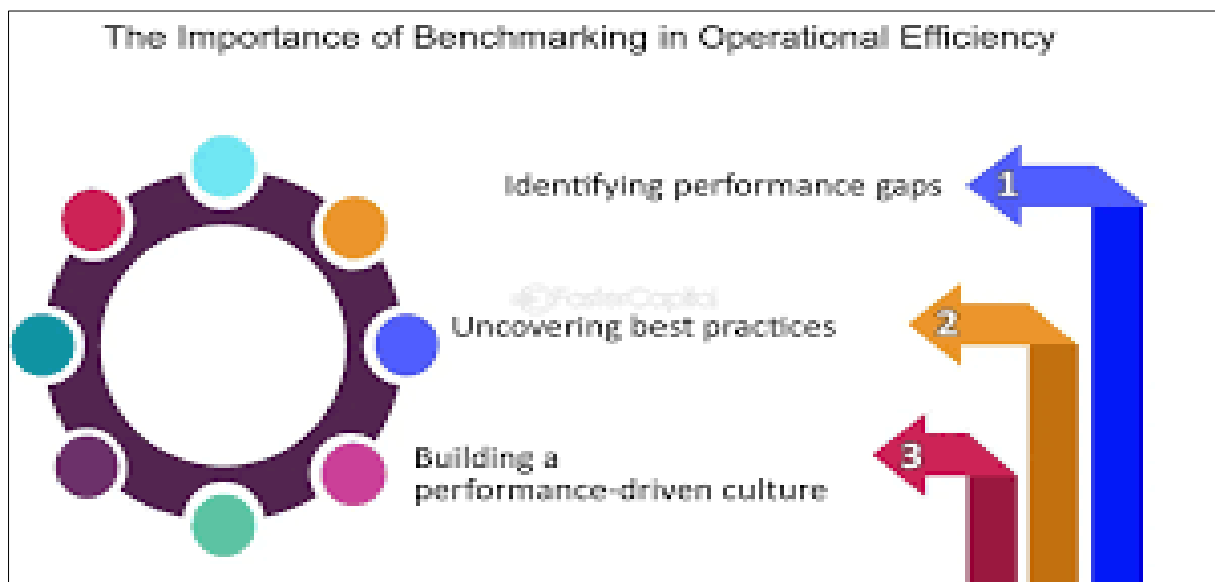 The Importance of Benchmarking in Operational Efficiency
Identifying performance gaps
1
FasterCapital
Uncovering best practices
2
Building a
performance-driven culture
3